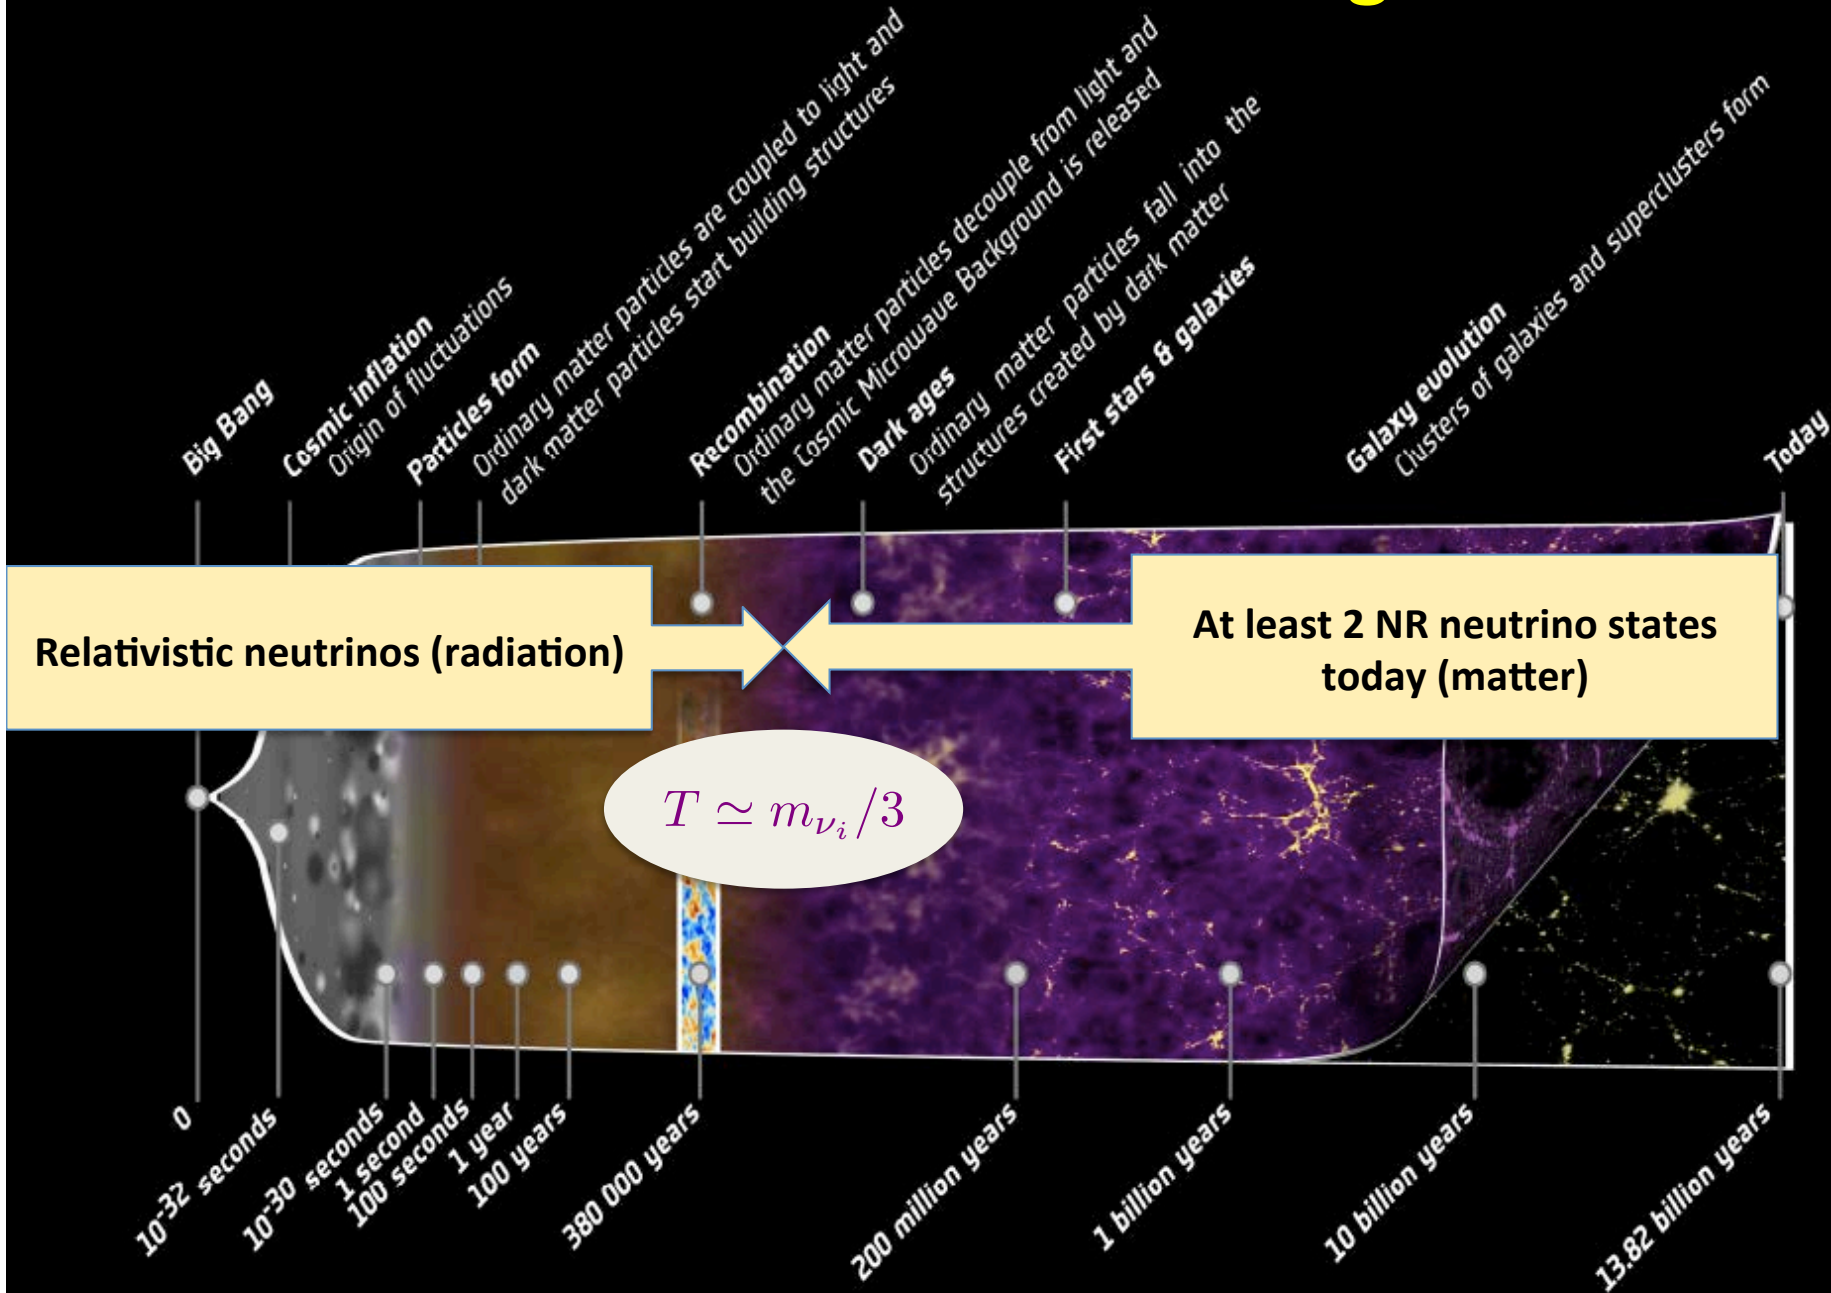 Big Bang
Cosmic inflation
Origin of fluctuations
Particles form
Ordinary matter particles are coupled to light and
dark matter particles start building structures
Recombination
Ordinary matter particles decouple from light and
the Cosmic Microwave Background is released
Dark ages
Ordinary matter particles fall into the
structures created by dark matter
First stars & galaxies
Galaxy evolution
Clusters of galaxies and superclusters form
Today
Relativistic neutrinos (radiation)
At least 2 NR neutrino states
today (matter)
T ≃ m_{ν_i}/3
0
10^-32 seconds
10^-30 seconds
1 second
100 seconds
1 year
100 years
380 000 years
200 million years
1 billion years
10 billion years
13.82 billion years